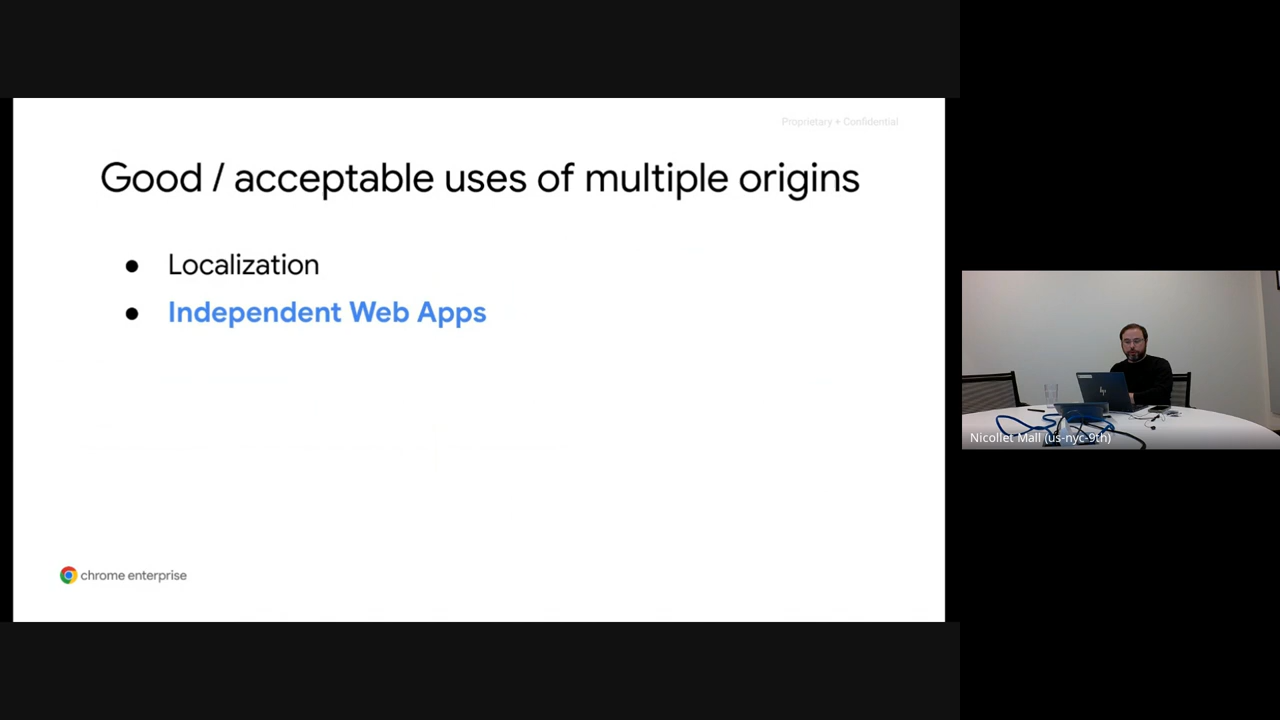 Proprietary + Confidential
Good / acceptable uses of multiple origins
● Localization
● Independent Web Apps
chrome enterprise
hp
Nicollet Mall (us-nyc-9th)